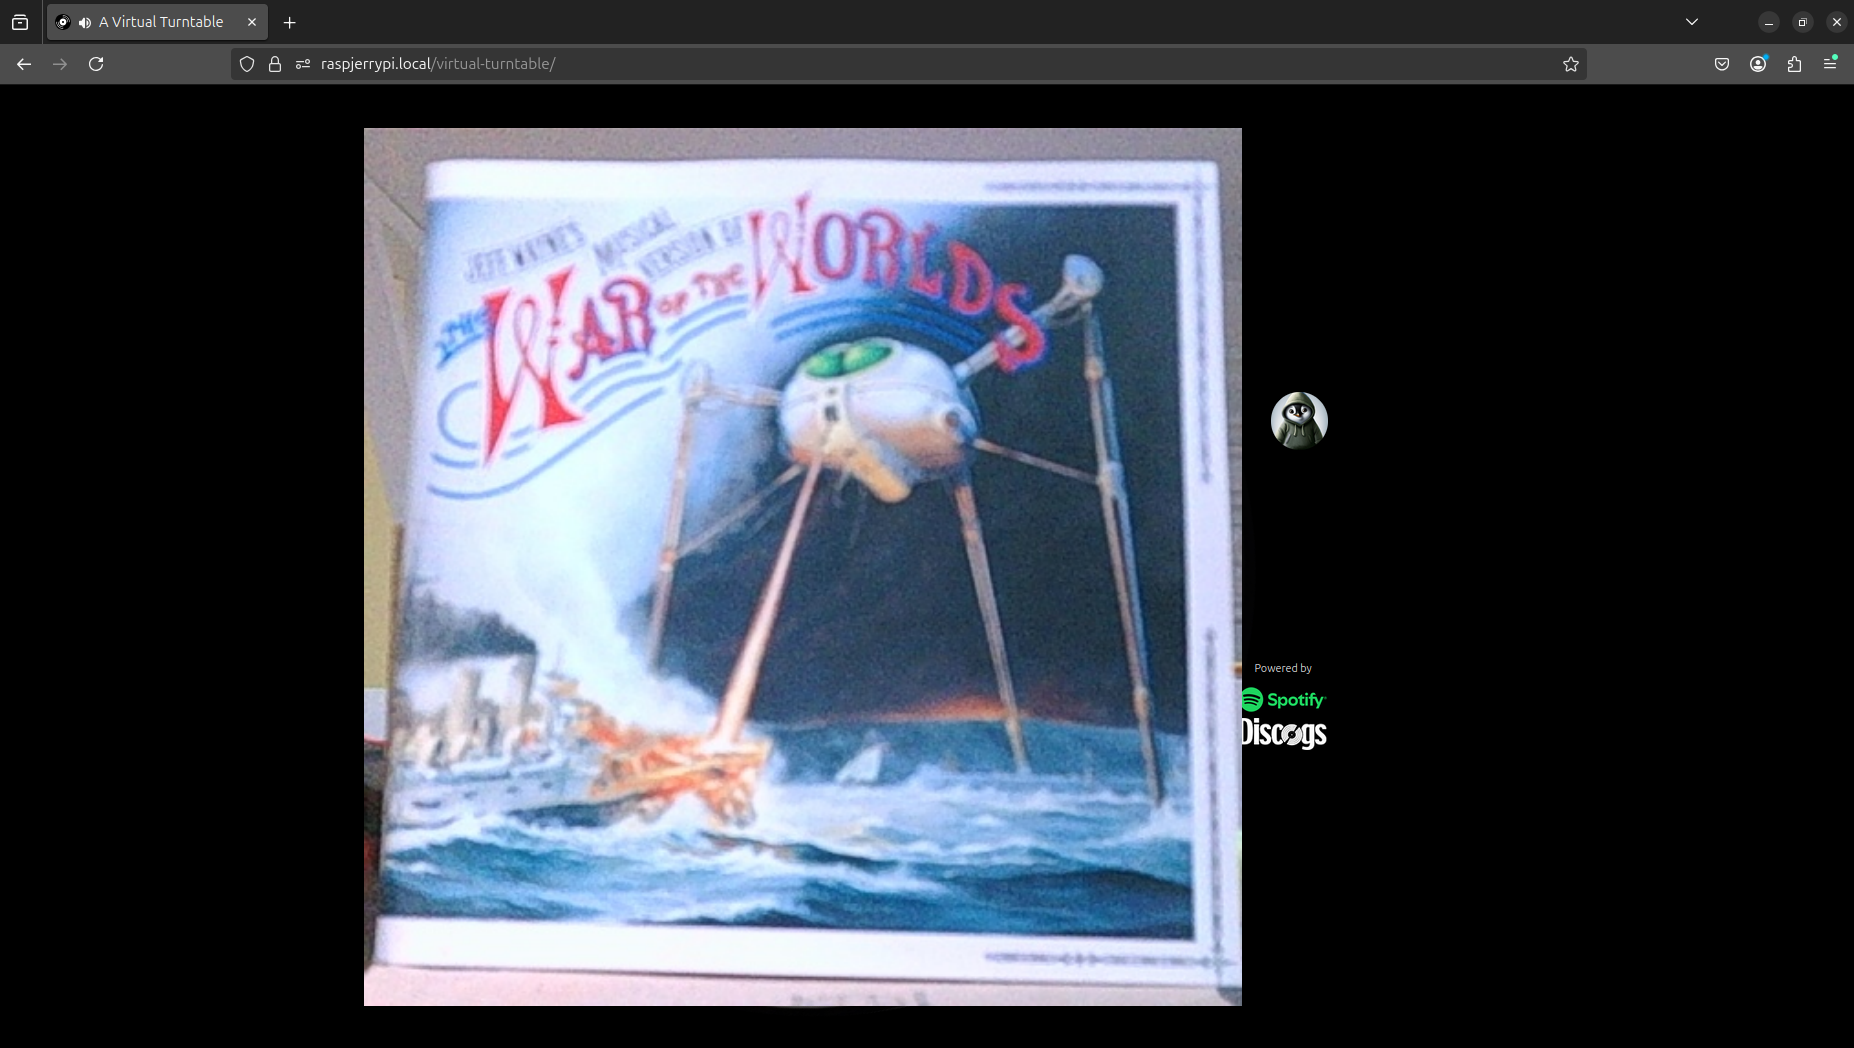 A Virtual Turntable
raspjerrypi.local/virtual-turntable/
JEFF WAYNE'S
MUSICAL
VERSION OF
THE WAR OF THE WORLDS
Powered by
Spotify
Discogs